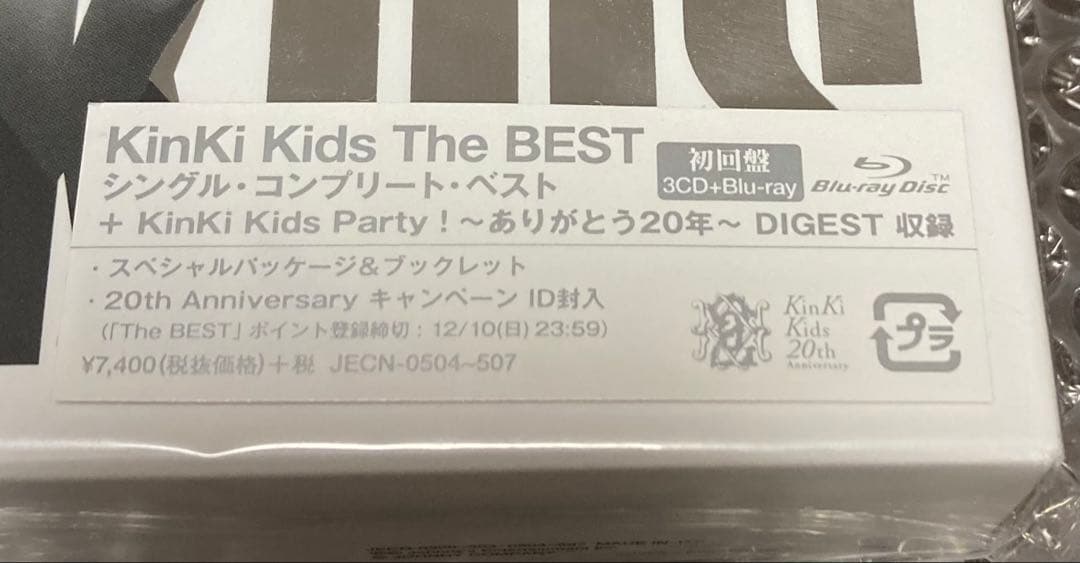 KinKi Kids The BEST
初回盤
3CD+Blu-ray
Blu-ray Disc™
シングル・コンプリート・ベスト
+ KinKi Kids Party！〜ありがとう20年〜 DIGEST 収録
・スペシャルパッケージ&ブックレット
・20th Anniversary キャンペーン ID封入
(「The BEST」ポイント登録締切：12/10(日) 23:59)
¥7,400(税抜価格)＋税 JECN-0504~507
KinKi
Kids
20th
Anniversary
プラ